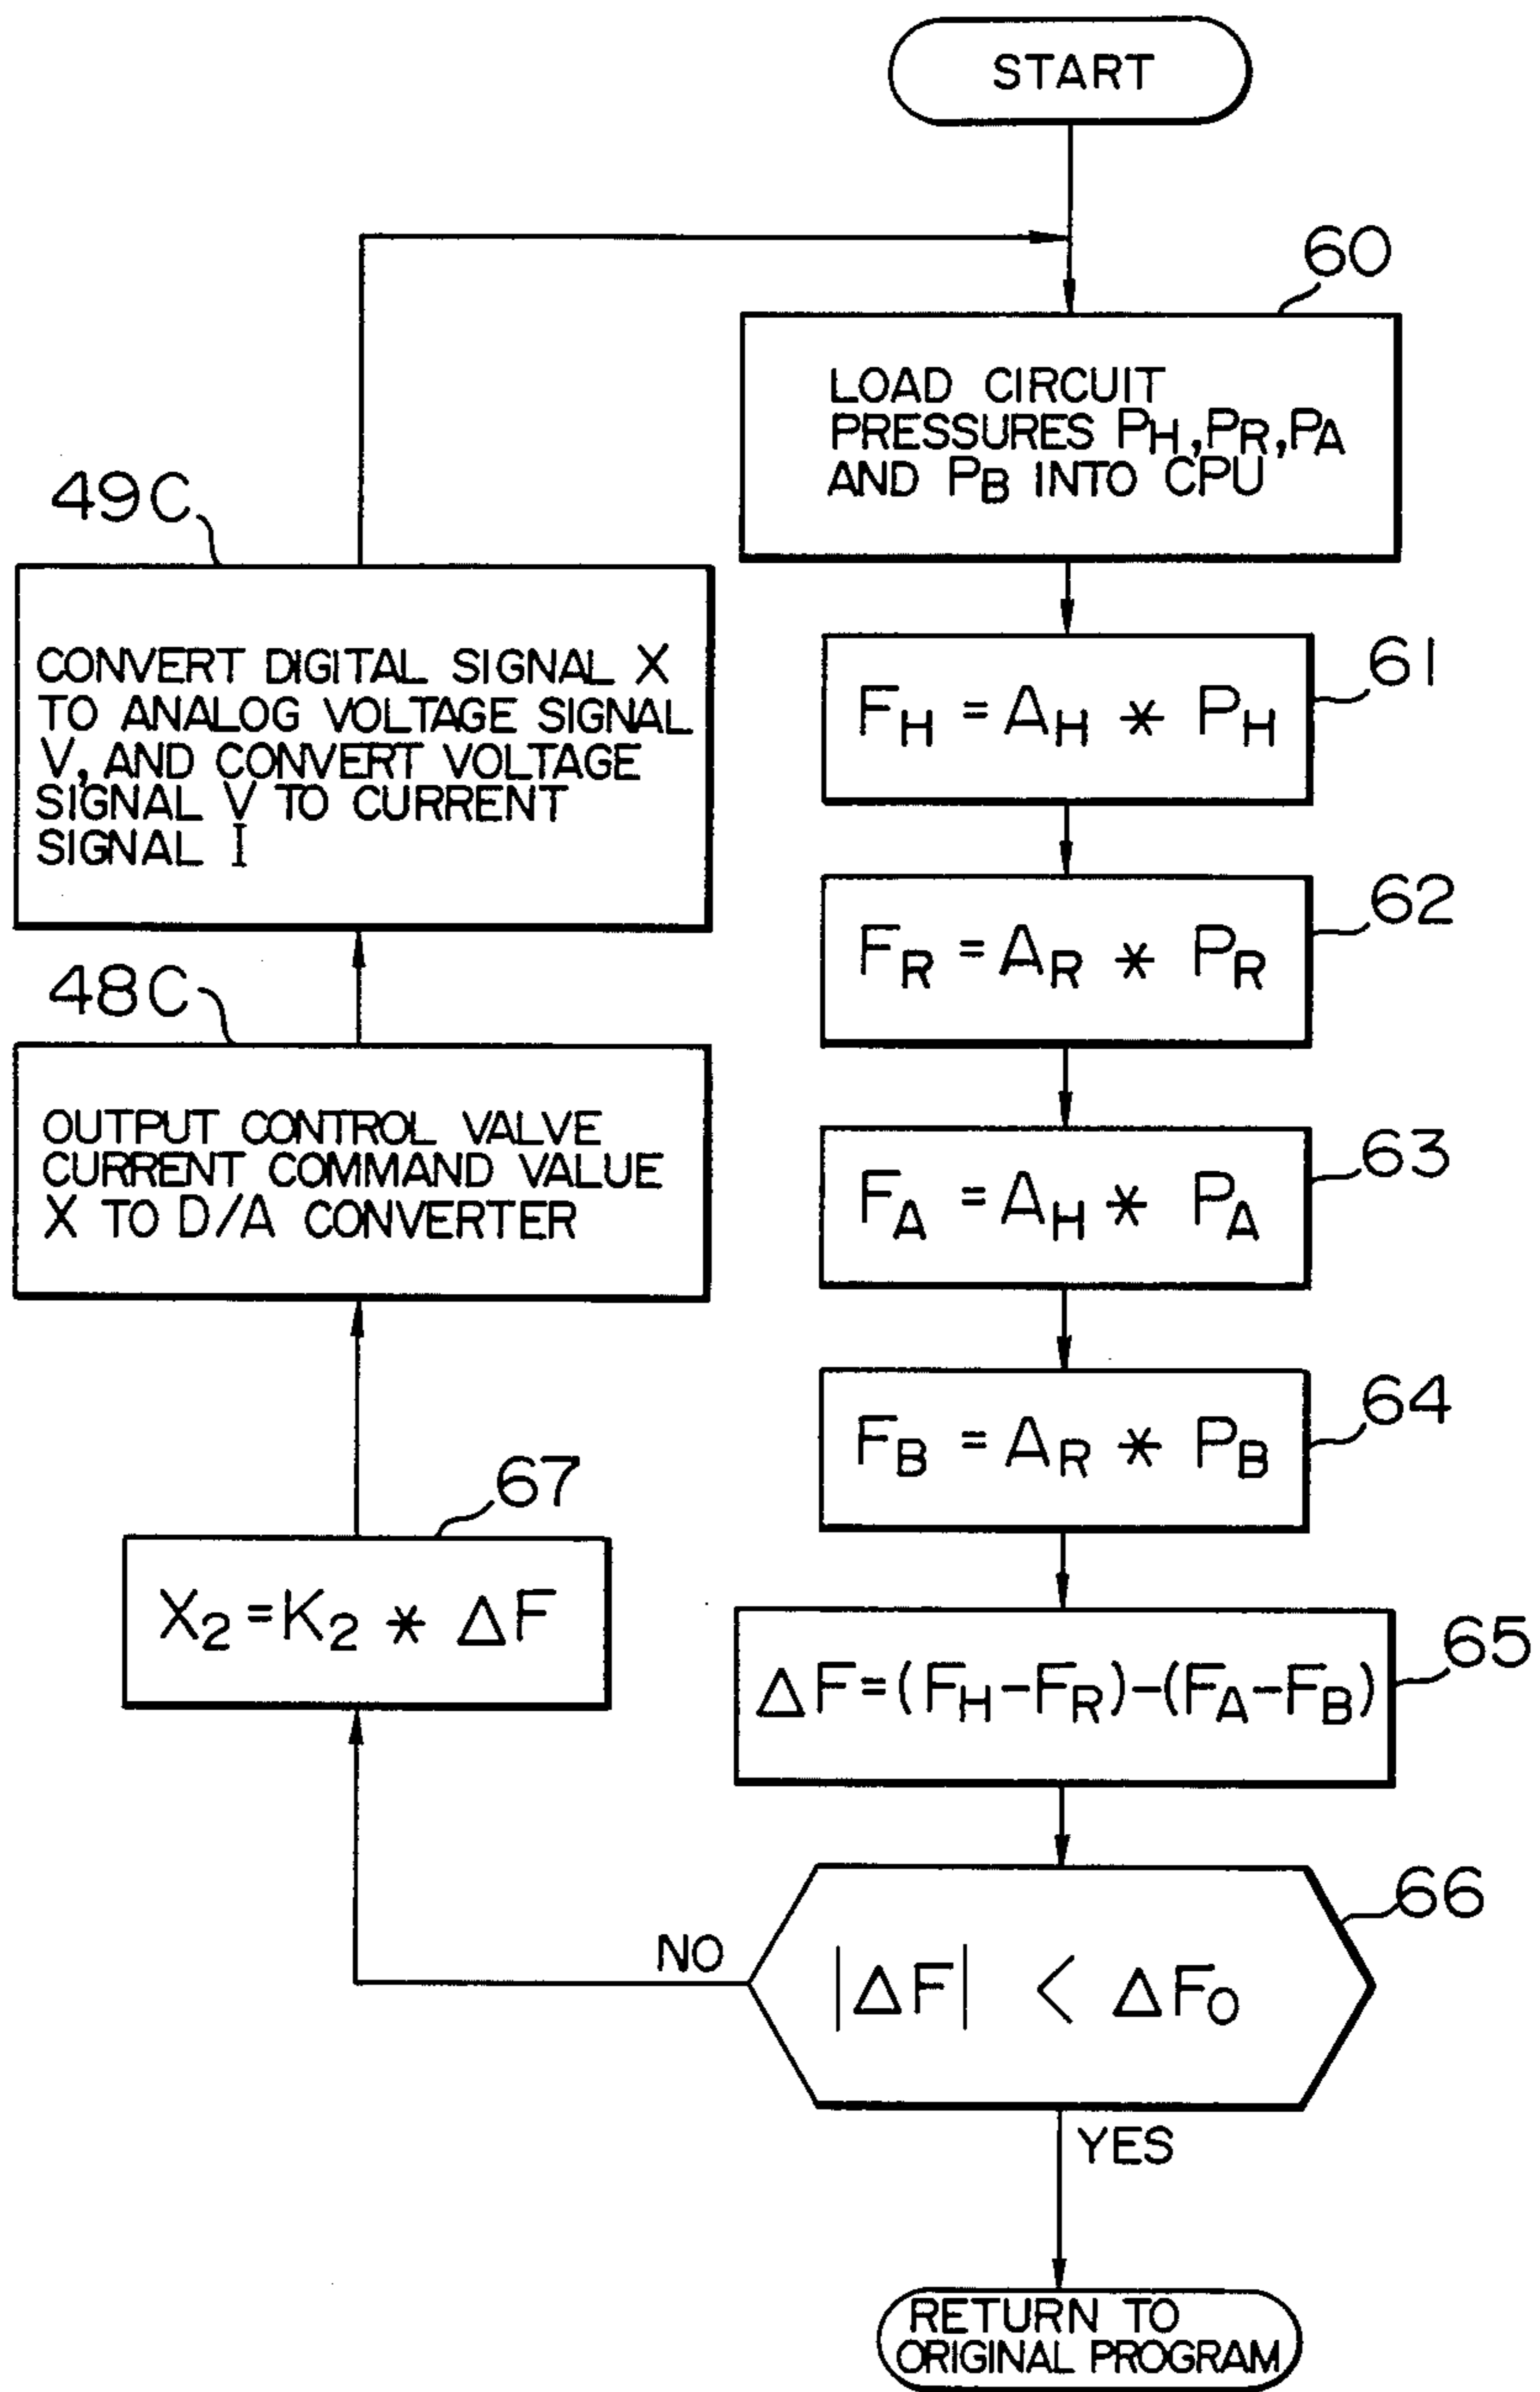 START
60
LOAD CIRCUIT
PRESSURES PH, PR, PA
AND PB INTO CPU
61
FH = AH * PH
62
FR = AR * PR
63
FA = AH * PA
64
FB = AR * PB
65
ΔF=(FH-FR)-(FA-FB)
66
|ΔF| < ΔFO
NO
YES
67
X2=K2 * ΔF
48C
OUTPUT CONTROL VALVE
CURRENT COMMAND VALUE
X TO D/A CONVERTER
49C
CONVERT DIGITAL SIGNAL X
TO ANALOG VOLTAGE SIGNAL
V, AND CONVERT VOLTAGE
SIGNAL V TO CURRENT
SIGNAL I
RETURN TO
ORIGINAL PROGRAM